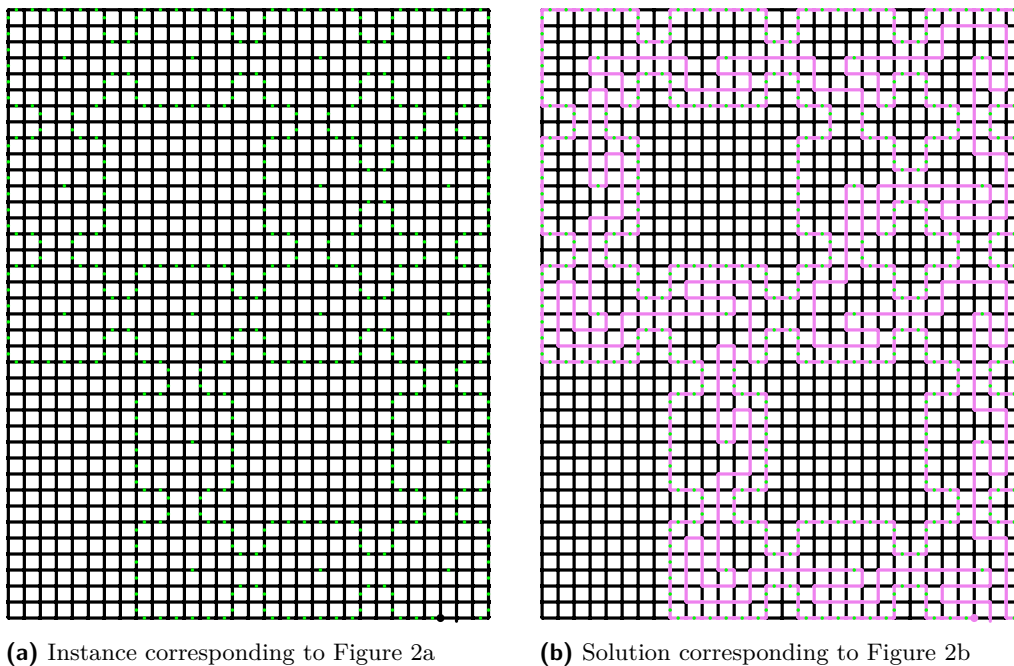 (a) Instance corresponding to Figure 2a
(b) Solution corresponding to Figure 2b